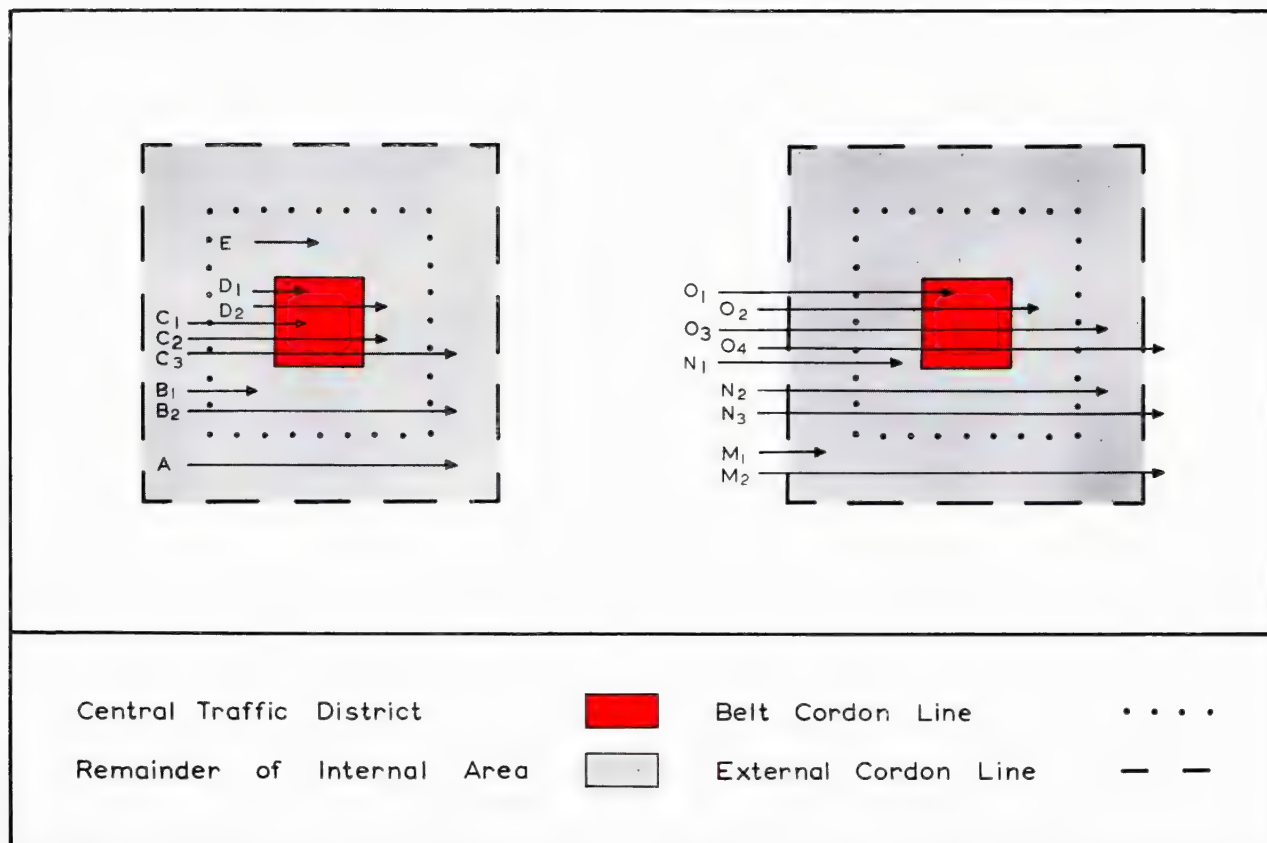 E
D1
D2
C1
C2
C3
B1
B2
A
O1
O2
O3
O4
N1
N2
N3
M1
M2
Central Traffic District
Belt Cordon Line
Remainder of Internal Area
External Cordon Line